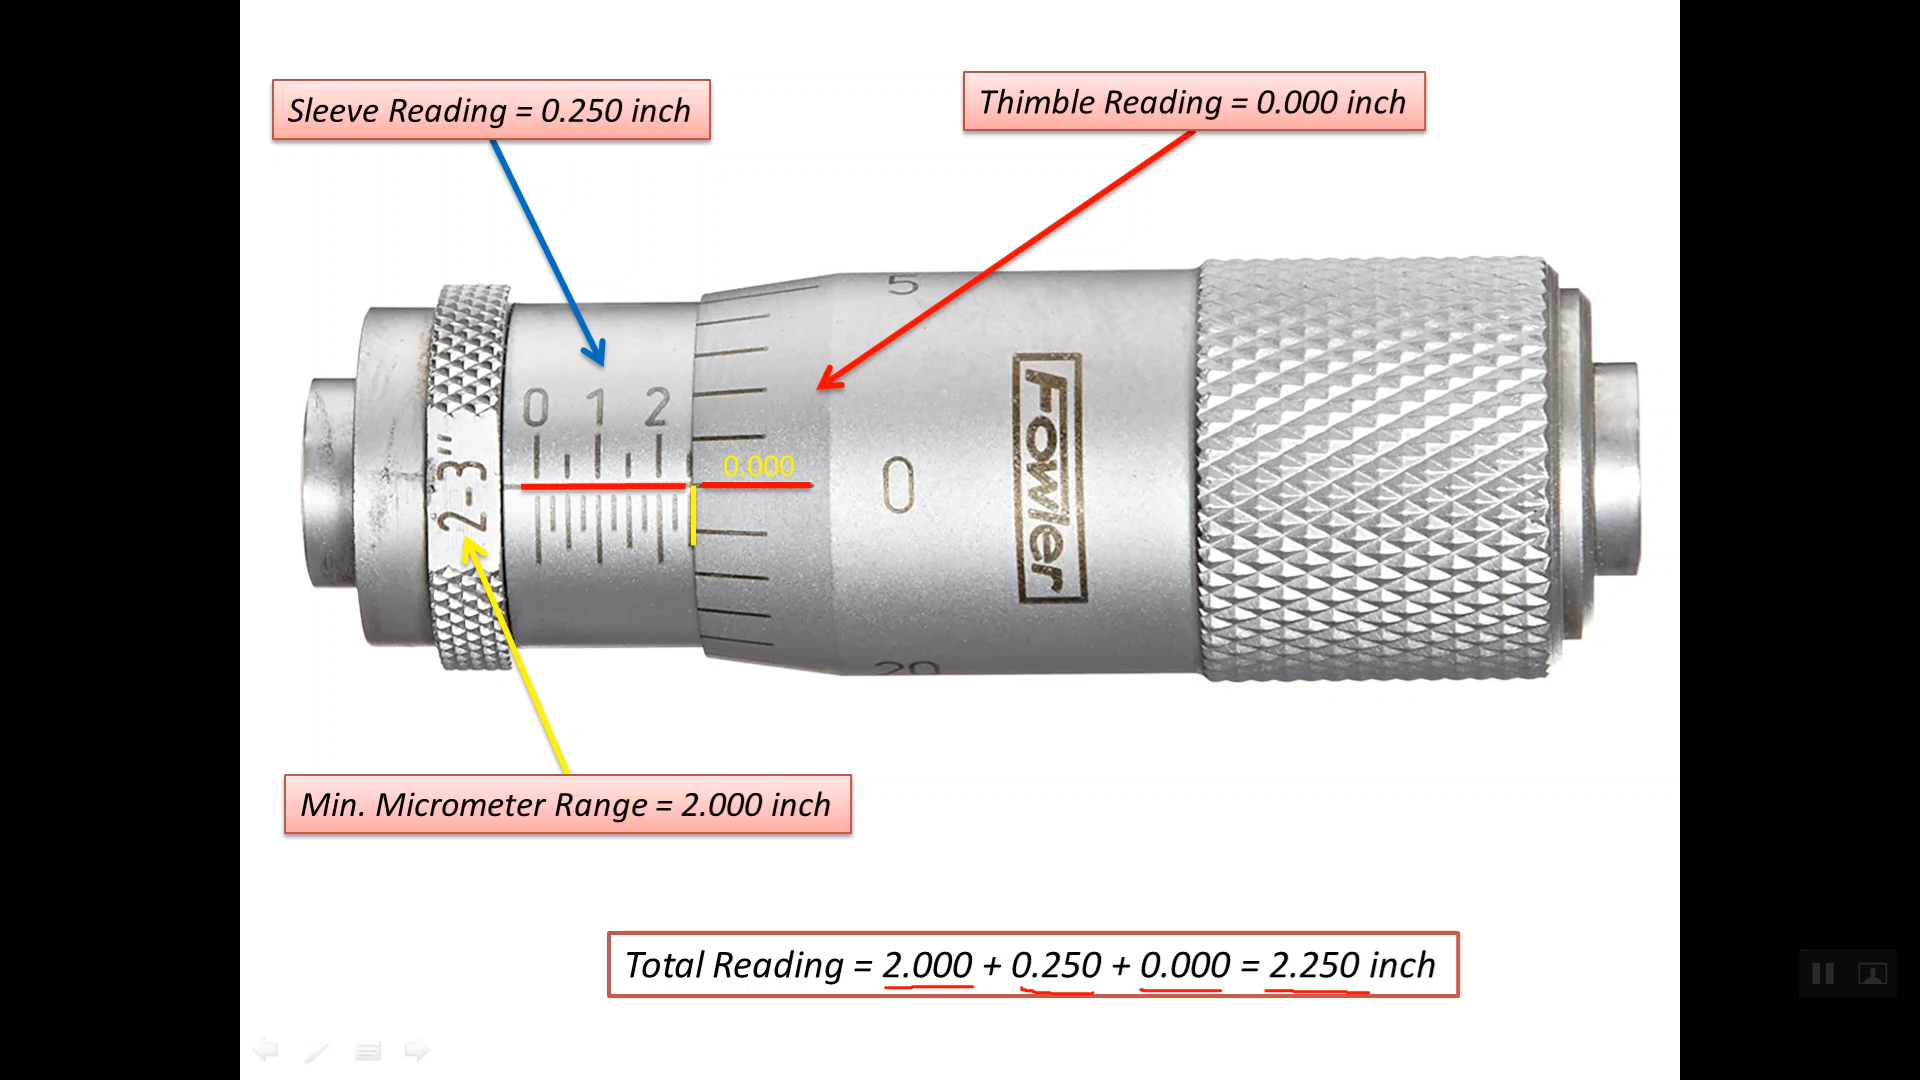 Sleeve Reading = 0.250 inch
Thimble Reading = 0.000 inch
5
0 1 2
0.000
0
2-3"
Fowler
20
Min. Micrometer Range = 2.000 inch
Total Reading = 2.000 + 0.250 + 0.000 = 2.250 inch